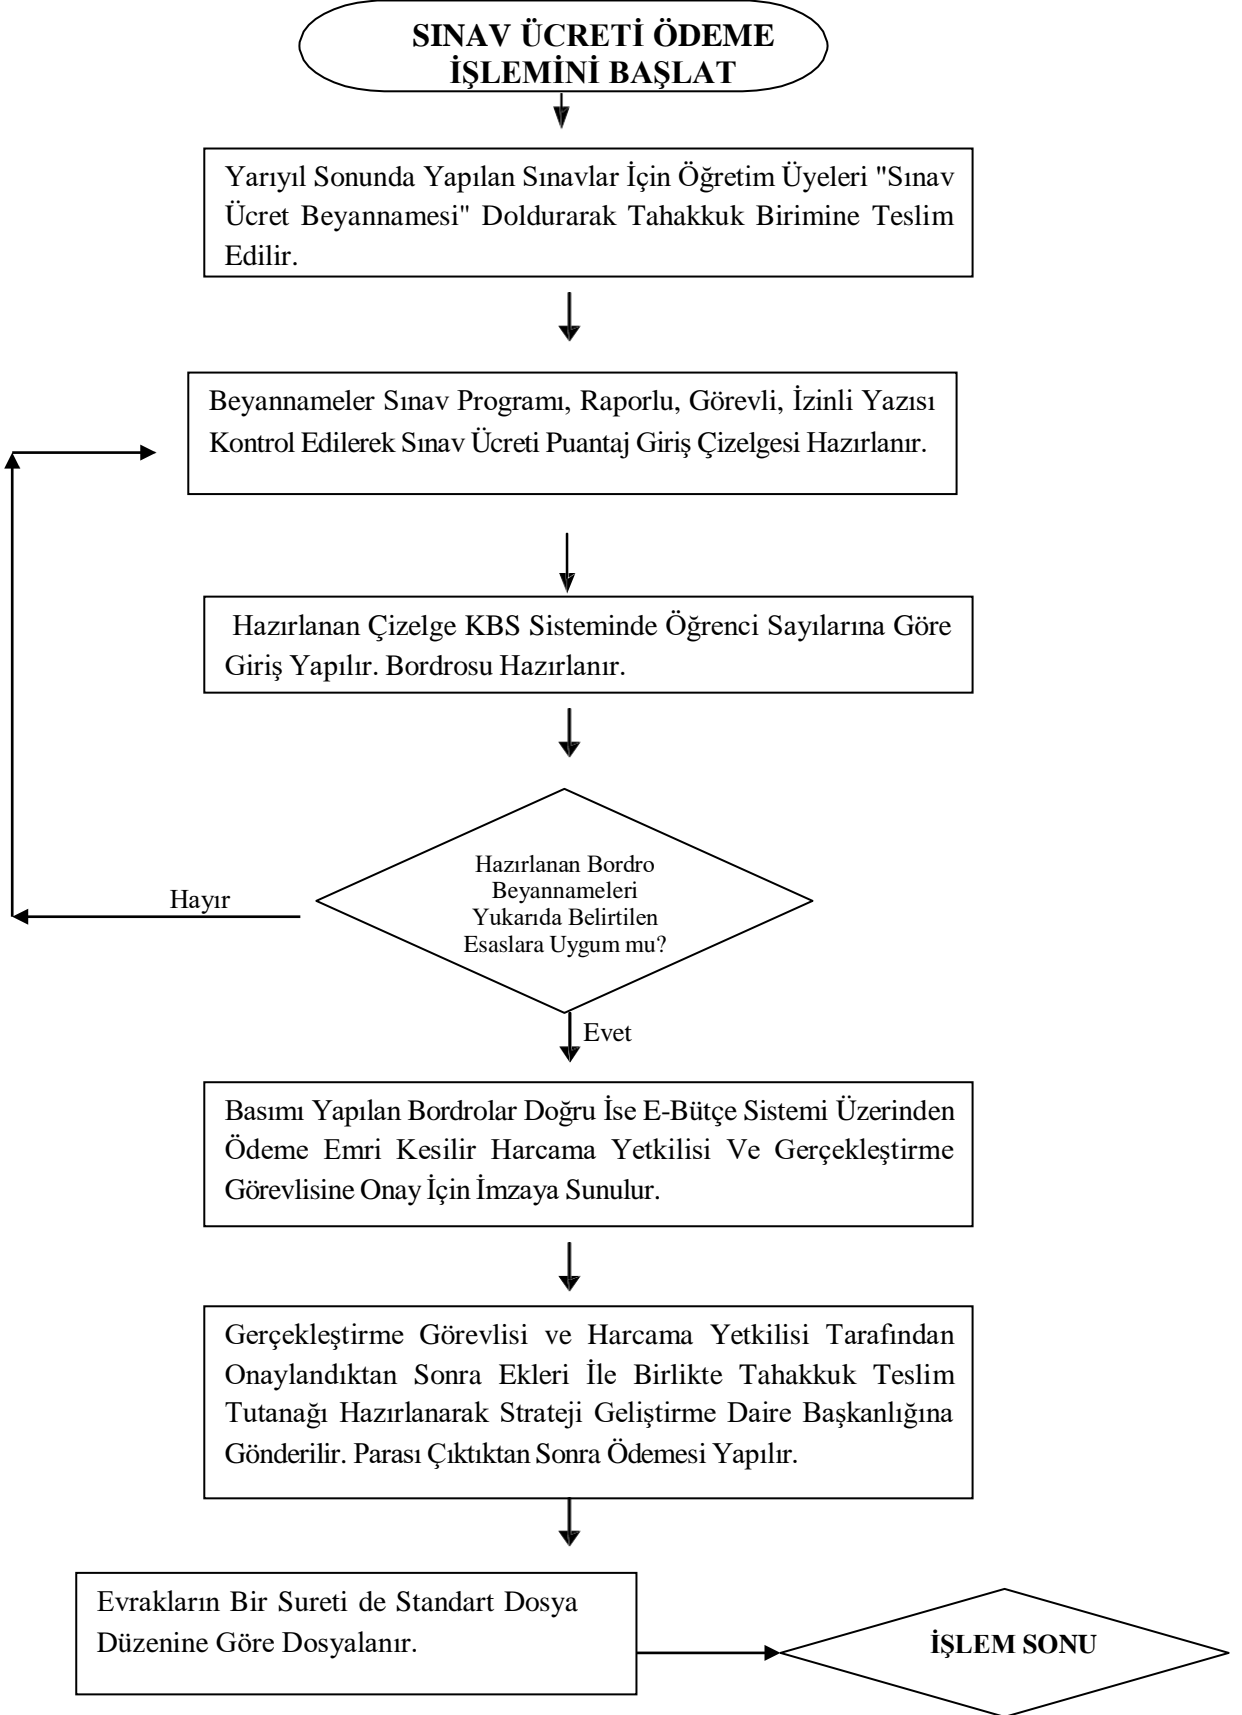 SINAV ÜCRETİ ÖDEME
İŞLEMİNİ BAŞLAT
Yarıyıl Sonunda Yapılan Sınavlar İçin Öğretim Üyeleri "Sınav
Ücret Beyannamesi" Doldurarak Tahakkuk Birimine Teslim
Edilir.
Beyannameler Sınav Programı, Raporlu, Görevli, İzinli Yazısı
Kontrol Edilerek Sınav Ücreti Puantaj Giriş Çizelgesi Hazırlanır.
Hazırlanan Çizelge KBS Sisteminde Öğrenci Sayılarına Göre
Giriş Yapılır. Bordrosu Hazırlanır.
Hazırlanan Bordro
Beyannameleri
Yukarıda Belirtilen
Esaslara Uygum mu?
Hayır
Evet
Basımı Yapılan Bordrolar Doğru İse E-Bütçe Sistemi Üzerinden
Ödeme Emri Kesilir Harcama Yetkilisi Ve Gerçekleştirme
Görevlisine Onay İçin İmzaya Sunulur.
Gerçekleştirme Görevlisi ve Harcama Yetkilisi Tarafından
Onaylandıktan Sonra Ekleri İle Birlikte Tahakkuk Teslim
Tutanağı Hazırlanarak Strateji Geliştirme Daire Başkanlığına
Gönderilir. Parası Çıktıktan Sonra Ödemesi Yapılır.
Evrakların Bir Sureti de Standart Dosya
Düzenine Göre Dosyalanır.
İŞLEM SONU